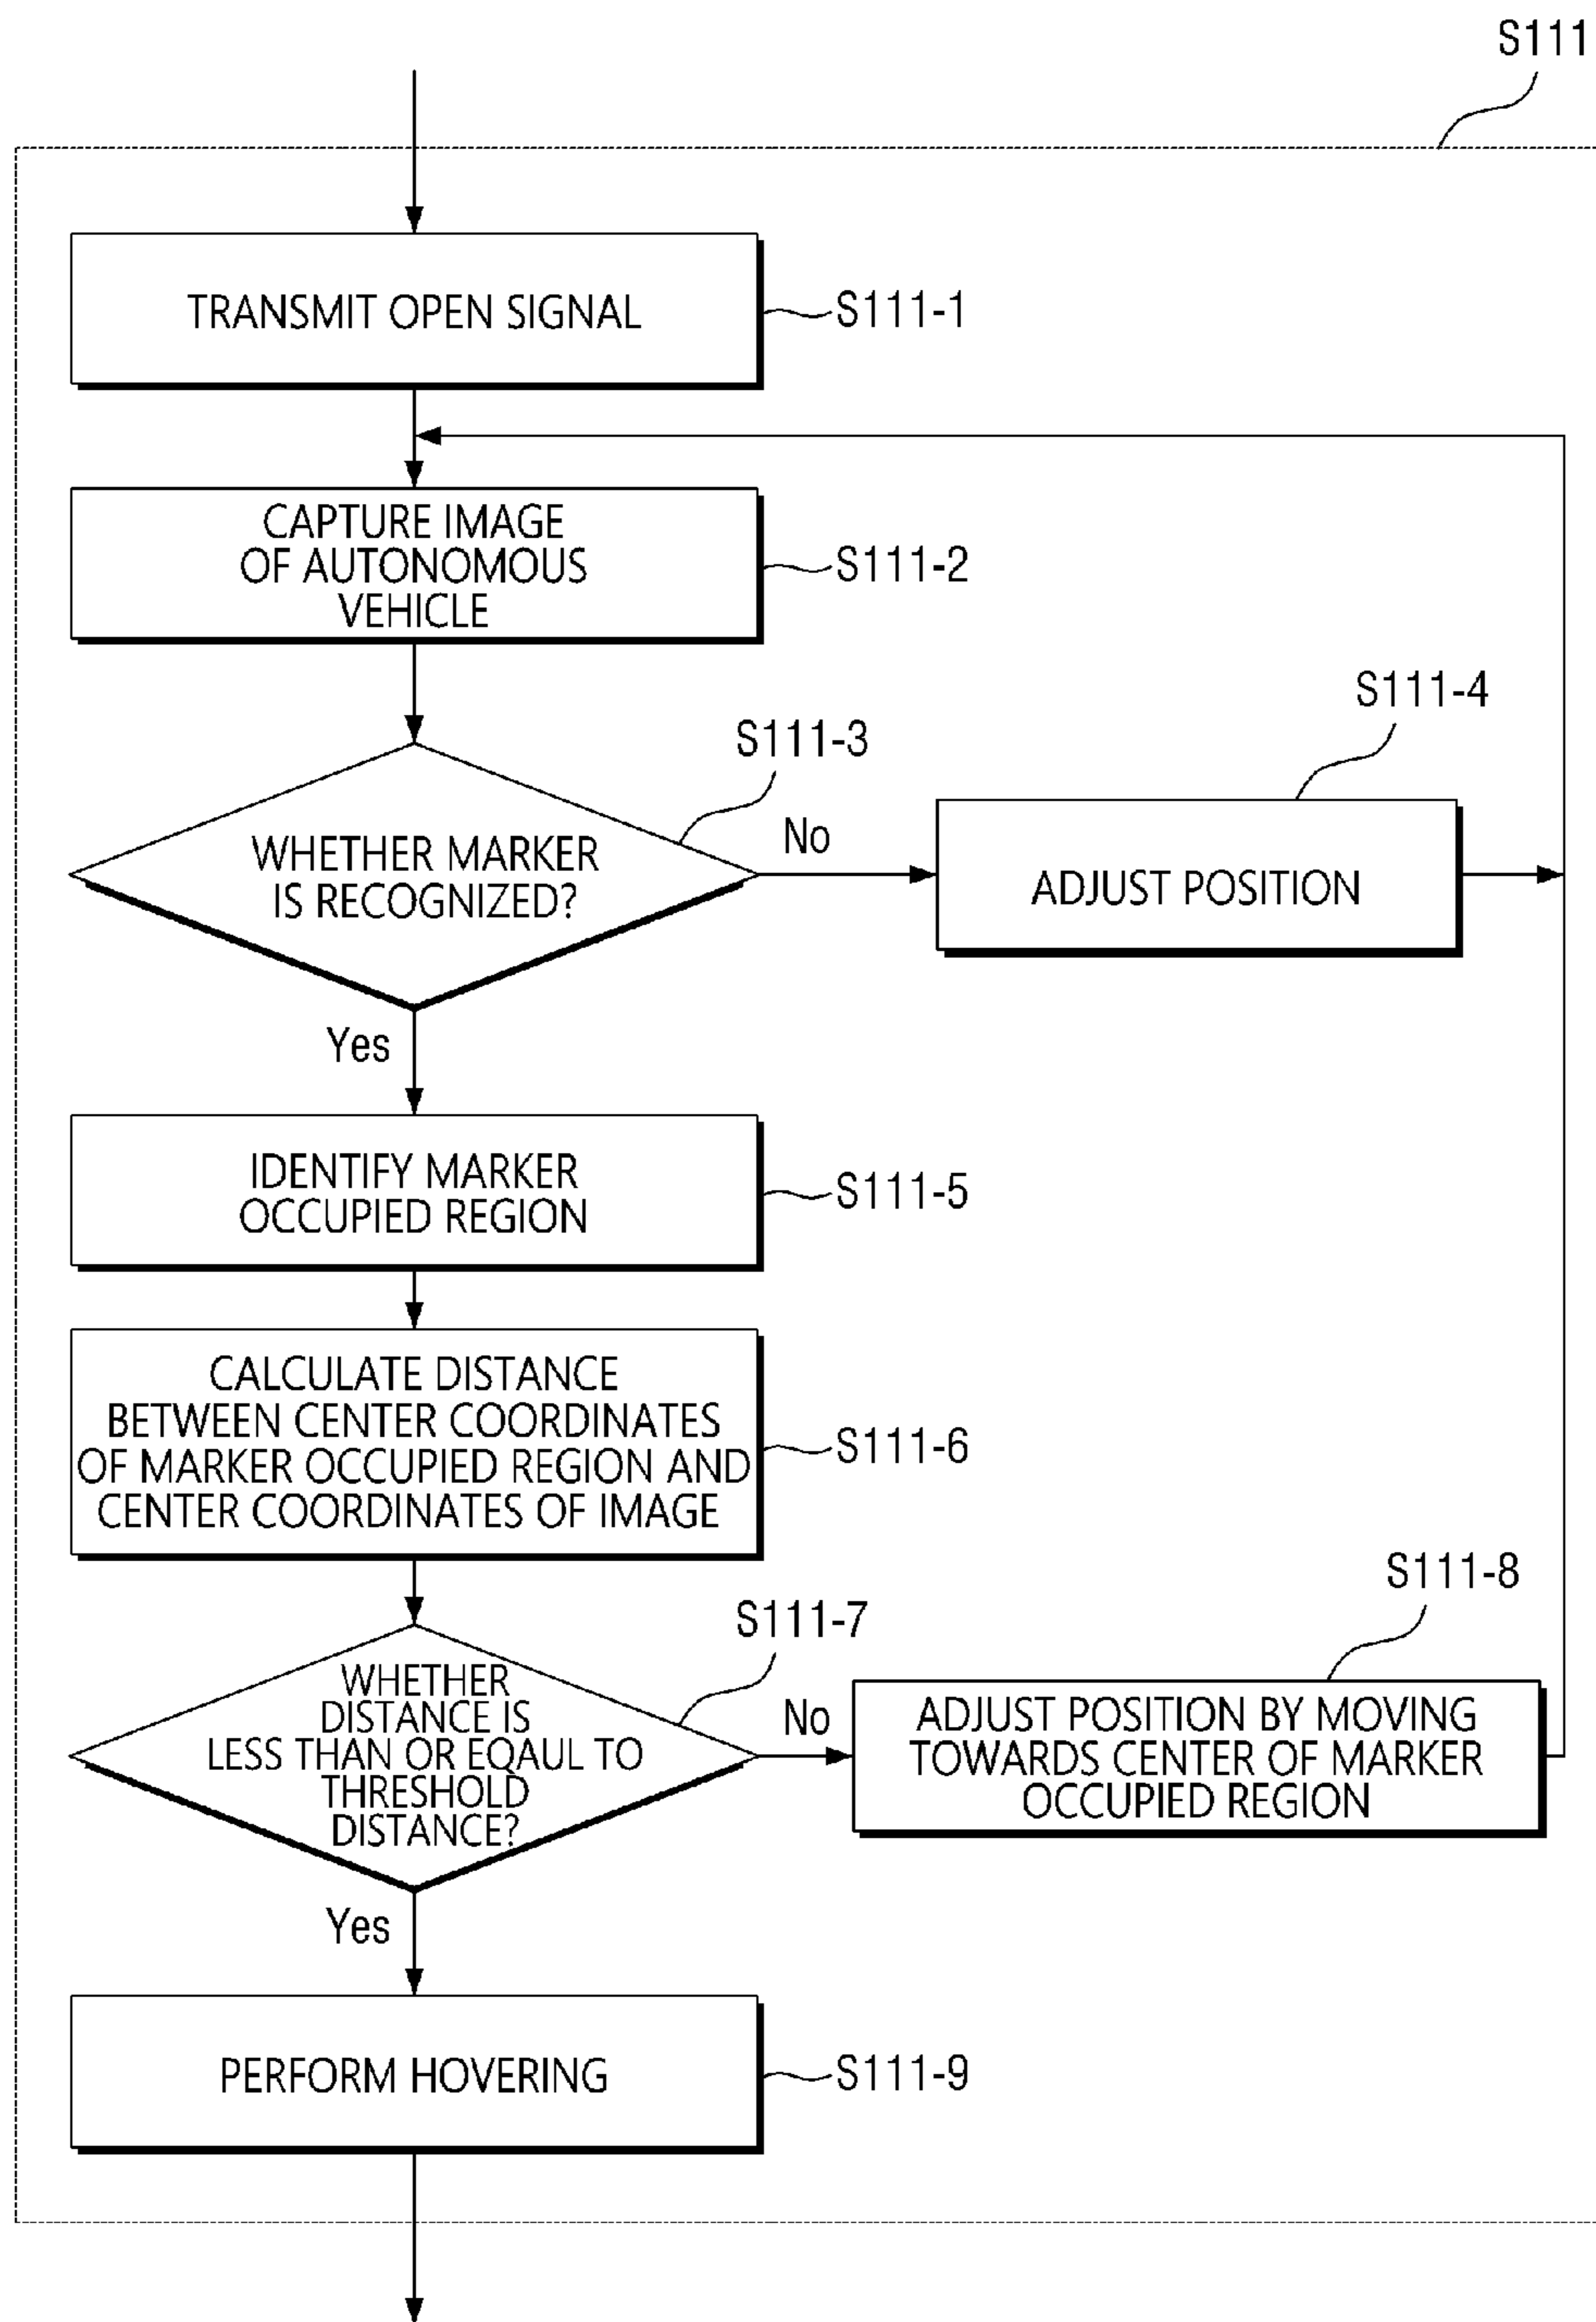 S111
TRANSMIT OPEN SIGNAL
S111-1
CAPTURE IMAGE
OF AUTONOMOUS
VEHICLE
S111-2
S111-3
WHETHER MARKER
IS RECOGNIZED?
No
S111-4
ADJUST POSITION
Yes
IDENTIFY MARKER
OCCUPIED REGION
S111-5
CALCULATE DISTANCE
BETWEEN CENTER COORDINATES
OF MARKER OCCUPIED REGION AND
CENTER COORDINATES OF IMAGE
S111-6
S111-7
WHETHER
DISTANCE IS
LESS THAN OR EQAUL TO
THRESHOLD
DISTANCE?
No
S111-8
ADJUST POSITION BY MOVING
TOWARDS CENTER OF MARKER
OCCUPIED REGION
Yes
PERFORM HOVERING
S111-9